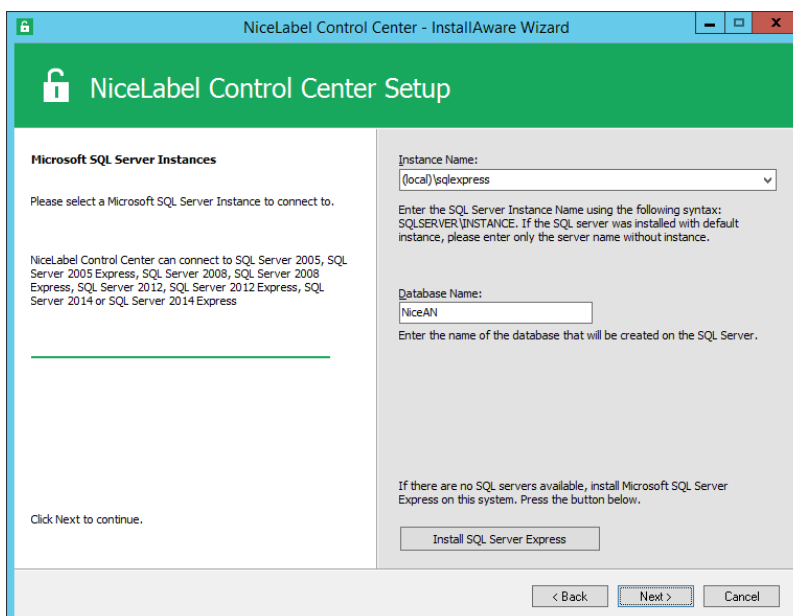 NiceLabel Control Center - InstallAware Wizard
NiceLabel Control Center Setup
Microsoft SQL Server Instances
Please select a Microsoft SQL Server Instance to connect to.
NiceLabel Control Center can connect to SQL Server 2005, SQL
Server 2005 Express, SQL Server 2008, SQL Server 2008
Express, SQL Server 2012, SQL Server 2012 Express, SQL
Server 2014 or SQL Server 2014 Express
Click Next to continue.
Instance Name:
(local)\sqlexpress
Enter the SQL Server Instance Name using the following syntax:
SQLSERVER\INSTANCE. If the SQL server was installed with default
instance, please enter only the server name without instance.
Database Name:
NiceAN
Enter the name of the database that will be created on the SQL Server.
If there are no SQL servers available, install Microsoft SQL Server
Express on this system. Press the button below.
Install SQL Server Express
< Back
Next >
Cancel